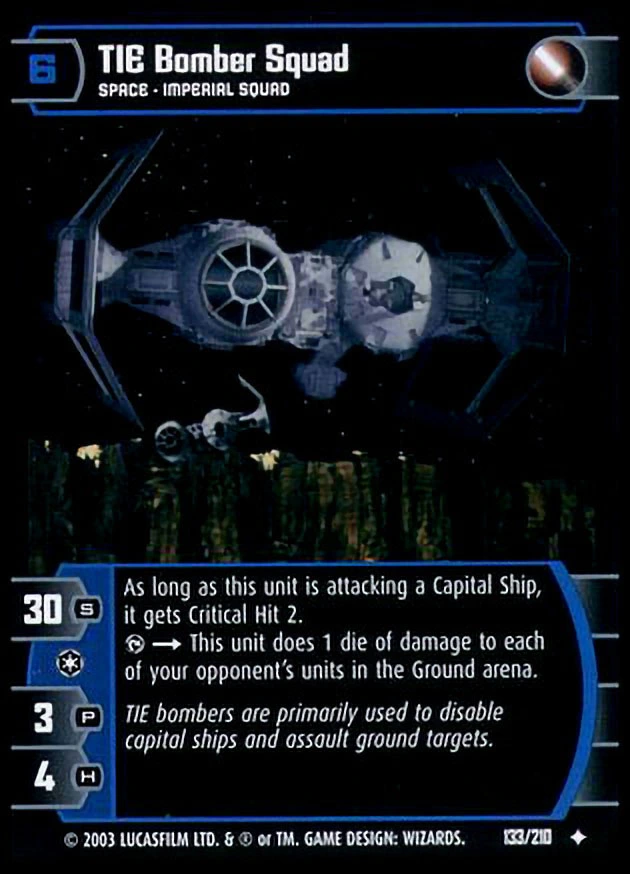 6
TIE Bomber Squad
SPACE - IMPERIAL SQUAD
30 S
3 P
4 H
As long as this unit is attacking a Capital Ship,
it gets Critical Hit 2.
→ This unit does 1 die of damage to each
of your opponent's units in the Ground arena.
TIE bombers are primarily used to disable
capital ships and assault ground targets.
© 2003 LUCASFILM LTD. & ® or TM. GAME DESIGN: WIZARDS. 133/210